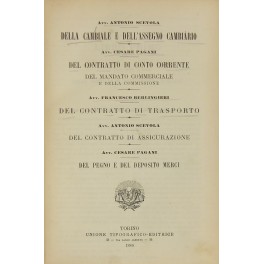 Avv. ANTONIO SCEVOLA
DELLA CAMBIALE E DELL'ASSEGNO CAMBIARIO
Avv. CESARE PAGANI
DEL CONTRATTO DI CONTO CORRENTE
DEL MANDATO COMMERCIALE
E DELLA COMMISSIONE
Avv. FRANCESCO BERLINGIERI
DEL CONTRATTO DI TRASPORTO
Avv. ANTONIO SCEVOLA
DEL CONTRATTO DI ASSICURAZIONE
Avv. CESARE PAGANI
DEL PEGNO E DEL DEPOSITO MERCI
TORINO
UNIONE TIPOGRAFICO-EDITRICE